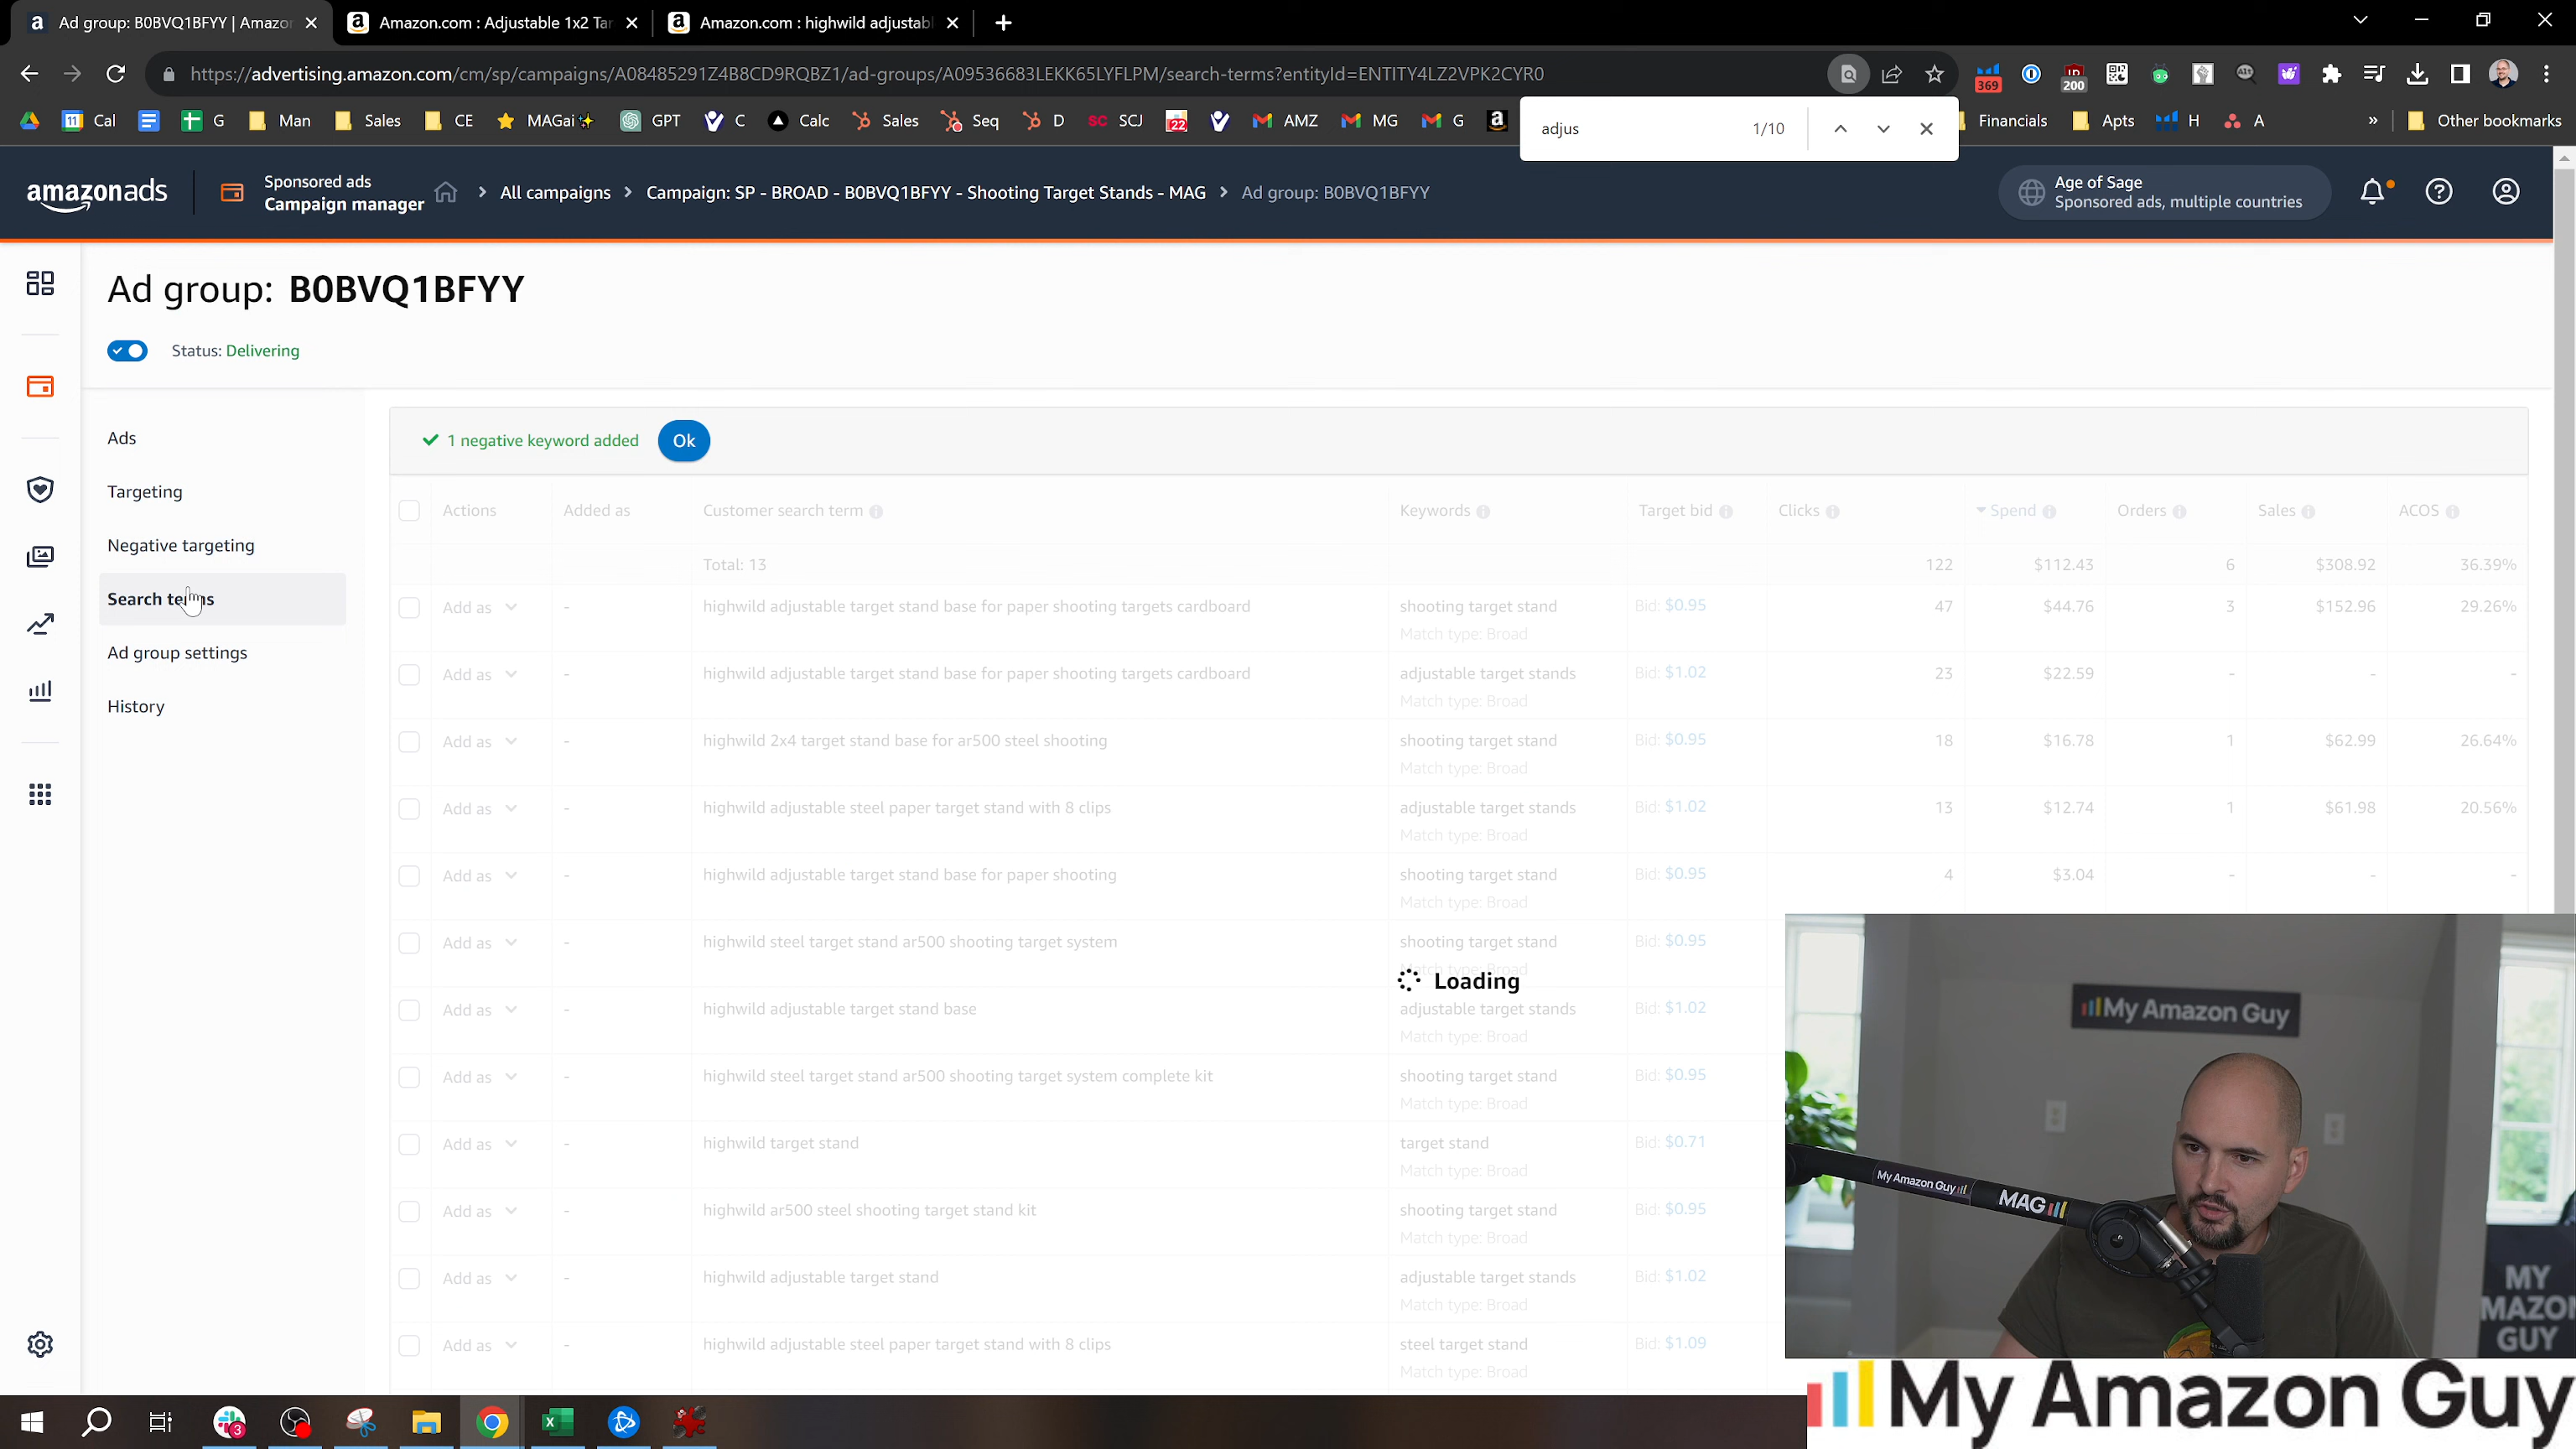 Ad group: B0BVQ1BFYY | Amazo
Amazon.com : Adjustable 1x2 Tar
Amazon.com : highwild adjustabl
https://advertising.amazon.com/cm/sp/campaigns/A08485291Z4B8CD9RQBZ1/ad-groups/A09536683LEKK65LYFLPM/search-terms?entityId=ENTITY4LZ2VPK2CYR0
369
200
Cal
G
Man
Sales
CE
MAGai
GPT
C
Calc
Sales
Seq
D
SC SCJ
22
AMZ
MG
G
adjus 1/10
Financials
Apts
H
A
»
Other bookmarks
amazonads
Sponsored ads
Campaign manager
All campaigns
Campaign: SP - BROAD - B0BVQ1BFYY - Shooting Target Stands - MAG
Ad group: B0BVQ1BFYY
Age of Sage
Sponsored ads, multiple countries
Ad group: B0BVQ1BFYY
Status: Delivering
Ads
Targeting
Negative targeting
Search terms
Ad group settings
History
1 negative keyword added Ok
Actions Added as Customer search term Keywords Target bid Clicks Spend Orders Sales ACOS
Total: 13 122 $112.43 6 $308.92 36.39%
Add as - highwild adjustable target stand base for paper shooting targets cardboard shooting target stand Bid: $0.95 47 $44.76 3 $152.96 29.26%
Match type: Broad
Add as - highwild adjustable target stand base for paper shooting targets cardboard adjustable target stands Bid: $1.02 23 $22.59 - - -
Match type: Broad
Add as - highwild 2x4 target stand base for ar500 steel shooting shooting target stand Bid: $0.95 18 $16.78 1 $62.99 26.64%
Match type: Broad
Add as - highwild adjustable steel paper target stand with 8 clips adjustable target stands Bid: $1.02 13 $12.74 1 $61.98 20.56%
Match type: Broad
Add as - highwild adjustable target stand base for paper shooting shooting target stand Bid: $0.95 4 $3.04 - - -
Match type: Broad
Add as - highwild steel target stand ar500 shooting target system shooting target stand Bid: $0.95
Match type: Broad
Loading
Add as - highwild adjustable target stand base adjustable target stands Bid: $1.02
Match type: Broad
Add as - highwild steel target stand ar500 shooting target system complete kit shooting target stand Bid: $0.95
Match type: Broad
Add as - highwild target stand target stand Bid: $0.71
Match type: Broad
Add as - highwild ar500 steel shooting target stand kit shooting target stand Bid: $0.95
Match type: Broad
Add as - highwild adjustable target stand adjustable target stands Bid: $1.02
Match type: Broad
Add as - highwild adjustable steel paper target stand with 8 clips steel target stand Bid: $1.09
Match type: Broad
My Amazon Guy
My Amazon Guy
MAG
MY
MAZON
GUY
3
My Amazon Guy